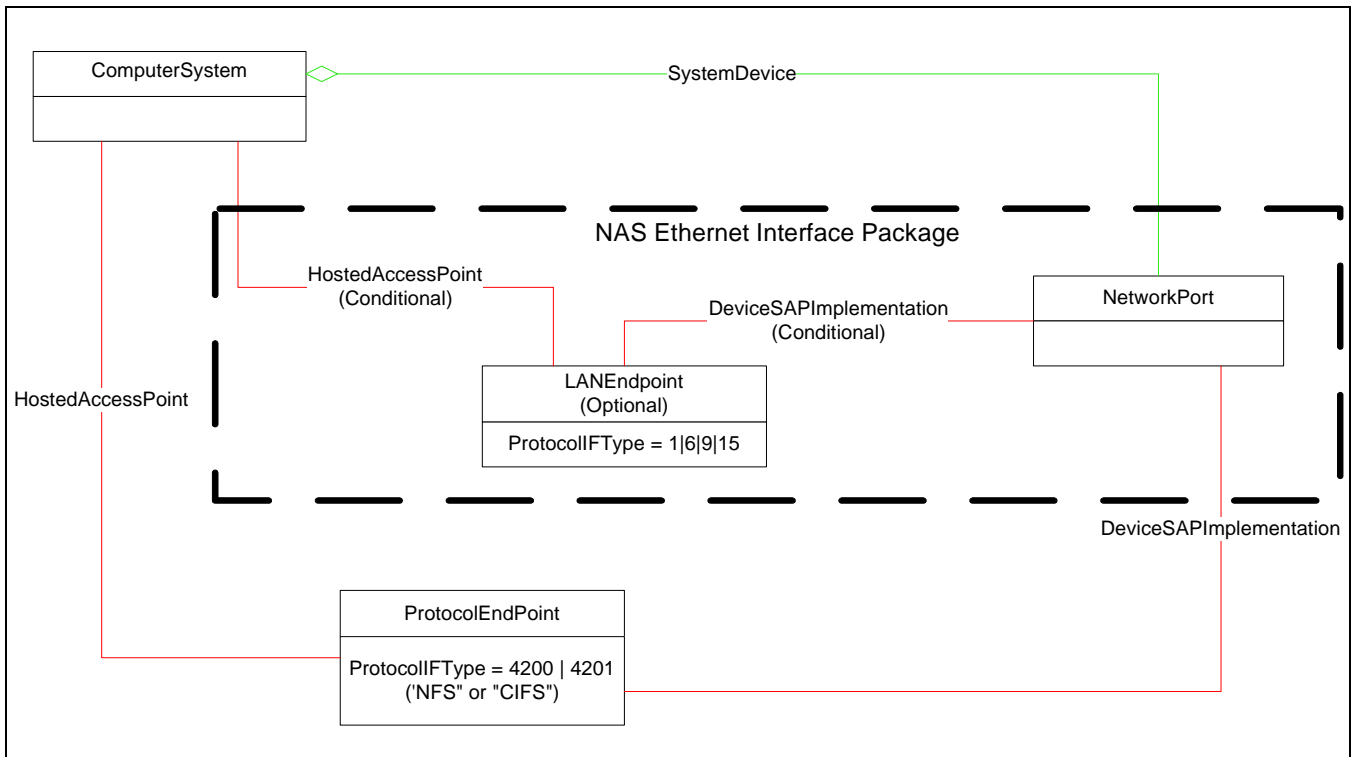 ComputerSystem
SystemDevice
NAS Ethernet Interface Package
HostedAccessPoint
(Conditional)
NetworkPort
DeviceSAPImplementation
(Conditional)
LANEndpoint
(Optional)
ProtocolIFType = 1|6|9|15
HostedAccessPoint
DeviceSAPImplementation
ProtocolEndPoint
ProtocolIFType = 4200 | 4201
('NFS" or "CIFS")